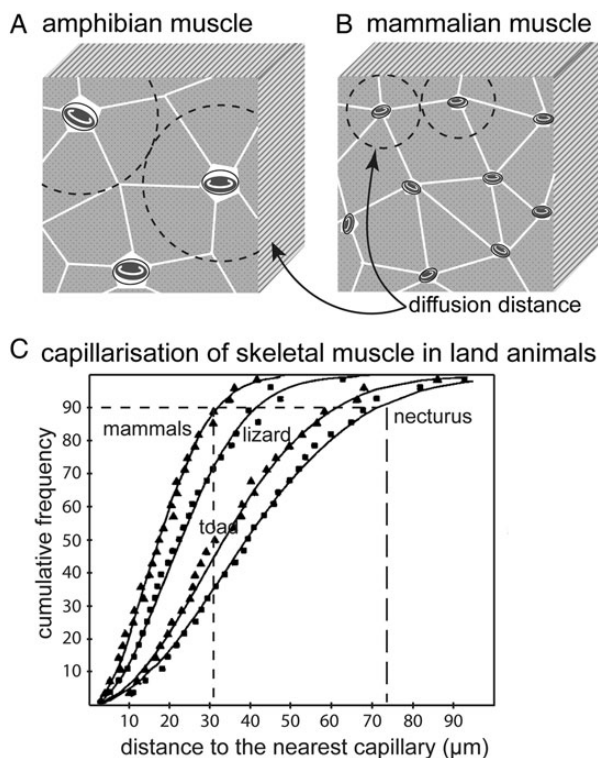 A amphibian muscle
B mammalian muscle
diffusion distance
C capillarisation of skeletal muscle in land animals
90
80
70
60
50
40
30
20
10
cumulative frequency
mammals
lizard
necturus
toad
10 20 30 40 50 60 70 80 90
distance to the nearest capillary (µm)